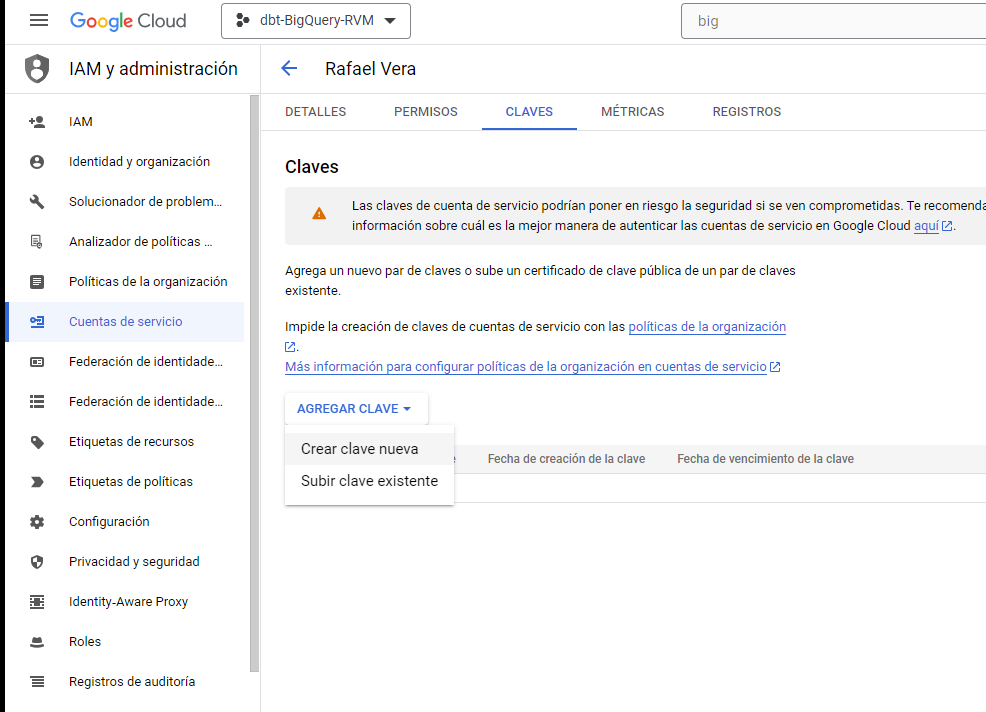 Google Cloud
dbt-BigQuery-RVM
big
IAM y administración
Rafael Vera
DETALLES
PERMISOS
CLAVES
MÉTRICAS
REGISTROS
IAM
Identidad y organización
Solucionador de problem...
Analizador de políticas ...
Políticas de la organización
Cuentas de servicio
Federación de identidade...
Federación de identidade...
Etiquetas de recursos
Etiquetas de políticas
Configuración
Privacidad y seguridad
Identity-Aware Proxy
Roles
Registros de auditoría
Claves
Las claves de cuenta de servicio podrían poner en riesgo la seguridad si se ven comprometidas. Te recomenda
información sobre cuál es la mejor manera de autenticar las cuentas de servicio en Google Cloud aquí.
Agrega un nuevo par de claves o sube un certificado de clave pública de un par de claves
existente.
Impide la creación de claves de cuentas de servicio con las políticas de la organización
.
Más información para configurar políticas de la organización en cuentas de servicio
AGREGAR CLAVE
Crear clave nueva
Subir clave existente
Fecha de creación de la clave
Fecha de vencimiento de la clave